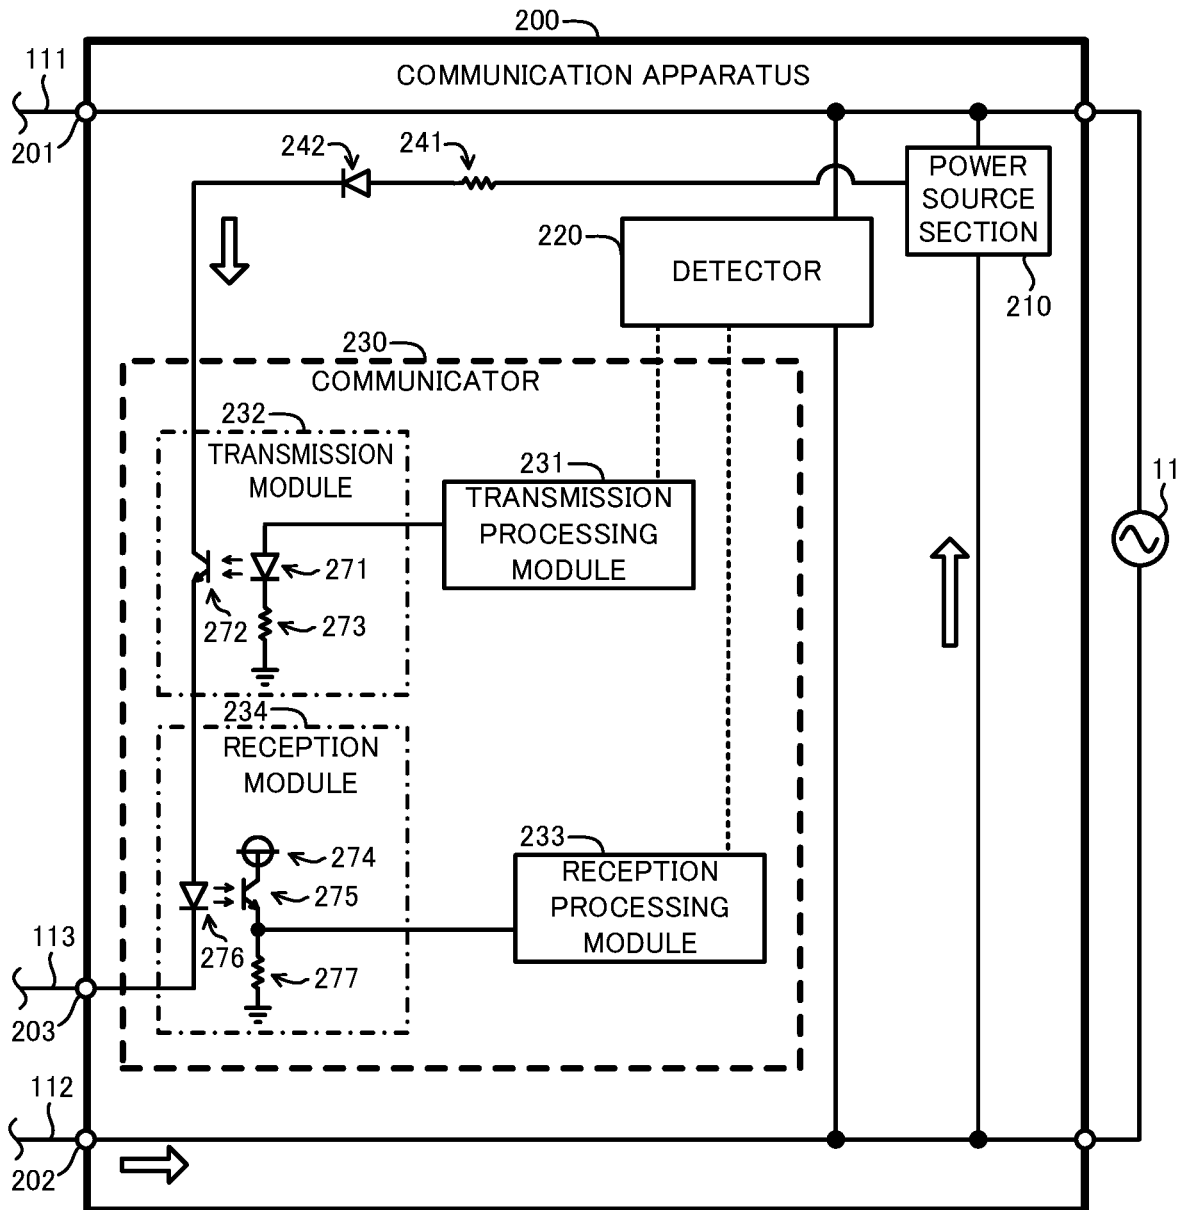 200
111
COMMUNICATION APPARATUS
201
242
241
POWER
SOURCE
SECTION
220
DETECTOR
210
230
COMMUNICATOR
232
TRANSMISSION
MODULE
231
TRANSMISSION
PROCESSING
MODULE
11
271
272
273
234
RECEPTION
MODULE
233
RECEPTION
PROCESSING
MODULE
274
275
276
277
113
203
112
202